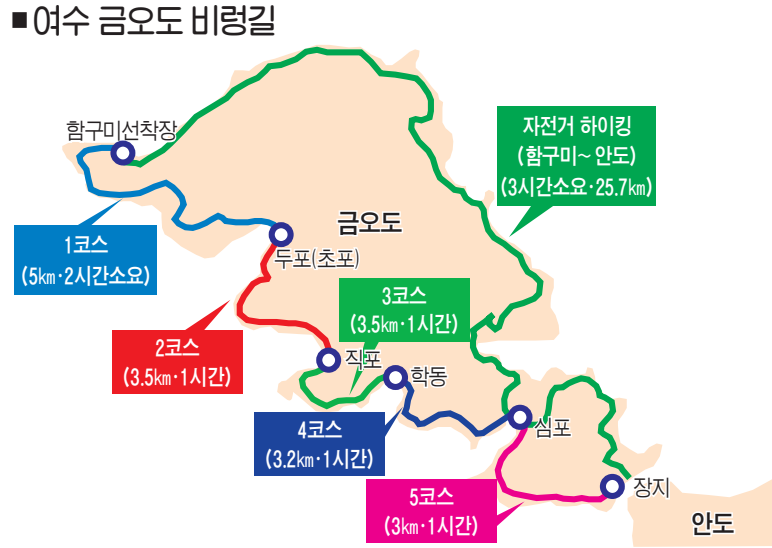 ■ 여수 금오도 비렁길
함구미선착장
자전거 하이킹
(함구미~ 안도)
(3시간소요·25.7km)
금오도
1코스
(5km·2시간소요)
두포(초포)
3코스
(3.5km·1시간)
2코스
(3.5km·1시간)
직포
학동
4코스
(3.2km·1시간)
심포
5코스
(3km·1시간)
장지
안도